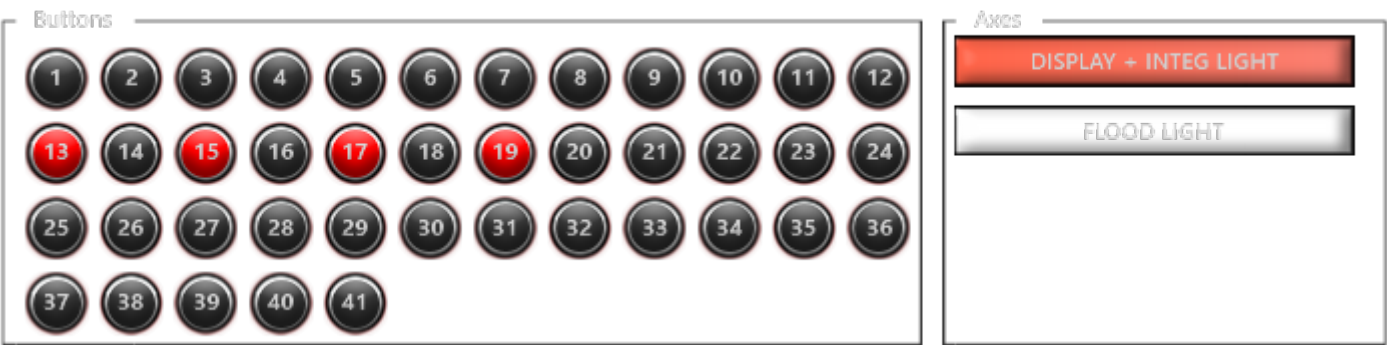 Buttons
1 2 3 4 5 6 7 8 9 10 11 12
13 14 15 16 17 18 19 20 21 22 23 24
25 26 27 28 29 30 31 32 33 34 35 36
37 38 39 40 41
Axes
DISPLAY + INTEG LIGHT
FLOOD LIGHT